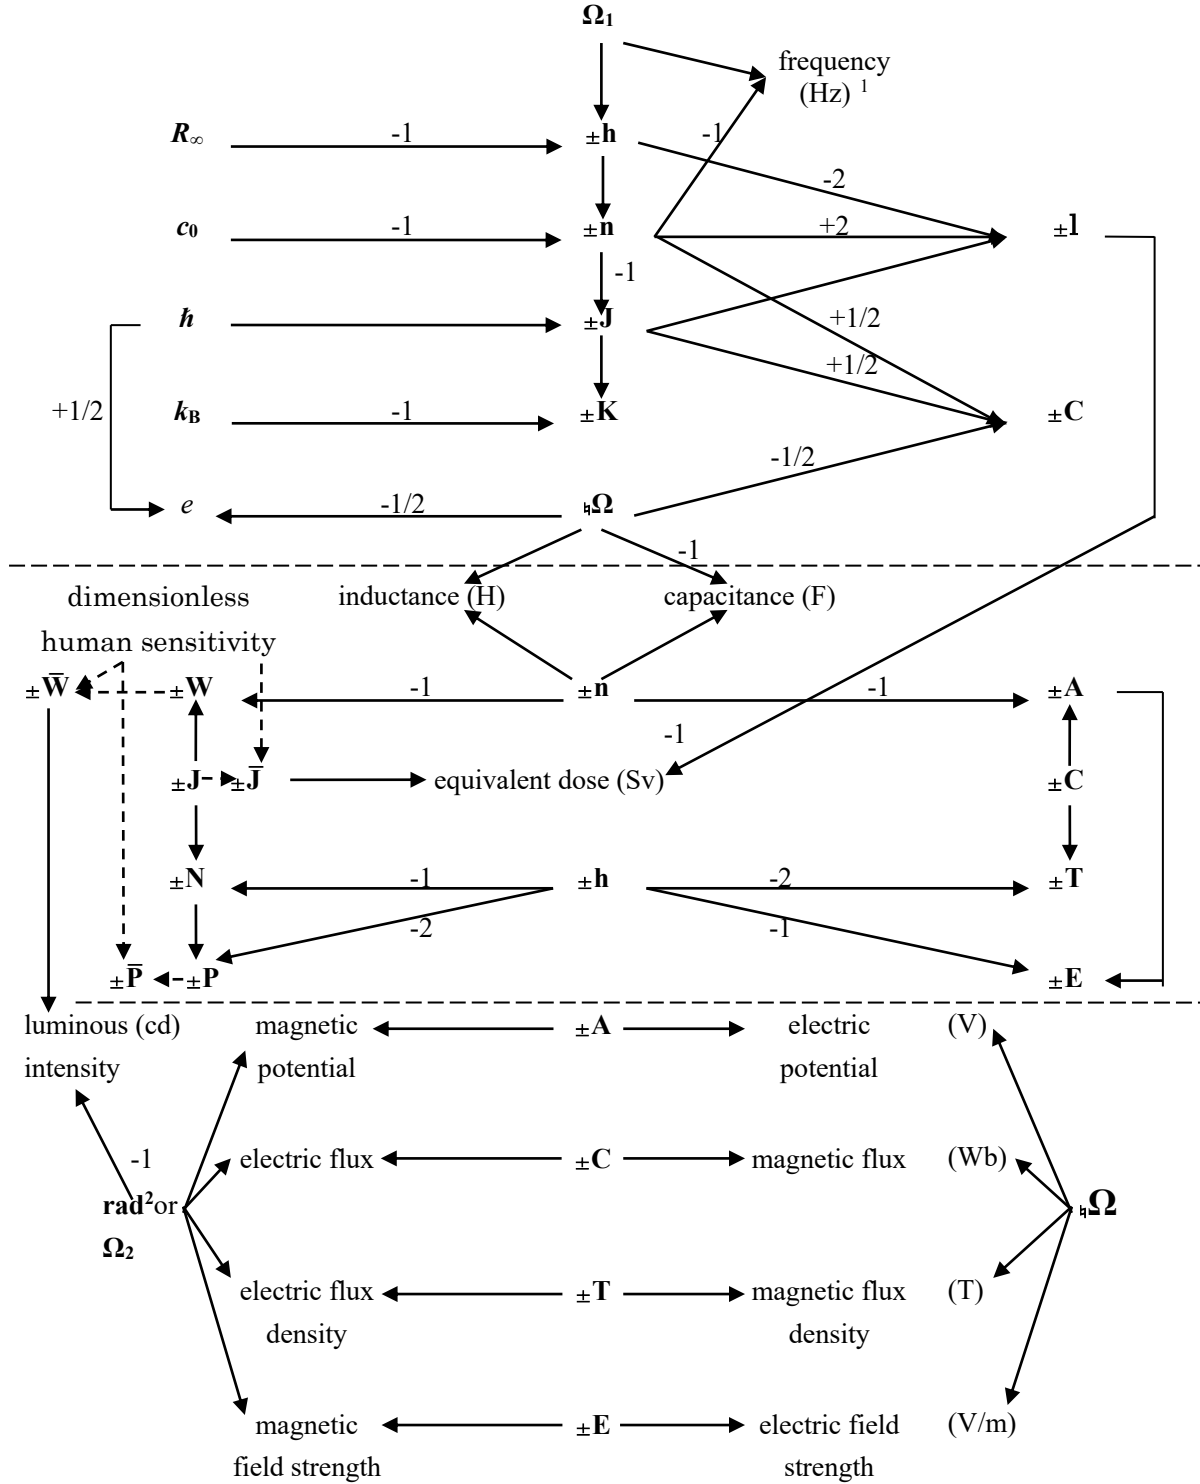 Ω₁
frequency
(Hz) ¹
R∞ -1 ±h -1
-2
c₀ -1 ±n +2 ±l
-1
ℏ ±J +1/2
+1/2
+1/2 k_B -1 ±K ±C
-1/2
e -1/2 ♮Ω
-1
dimensionless inductance (H) capacitance (F)
human sensitivity
±W̅ ±W -1 ±n -1 ±A
-1
±J ±J̅ equivalent dose (Sv) ±C
±N -1 ±h -2 ±T
-2 -1
±P̅ ±P ±E
luminous (cd) magnetic ±A electric (V)
intensity potential potential
-1 electric flux ±C magnetic flux (Wb)
rad² or ♮Ω
Ω₂
electric flux ±T magnetic flux (T)
density density
magnetic ±E electric field (V/m)
field strength strength